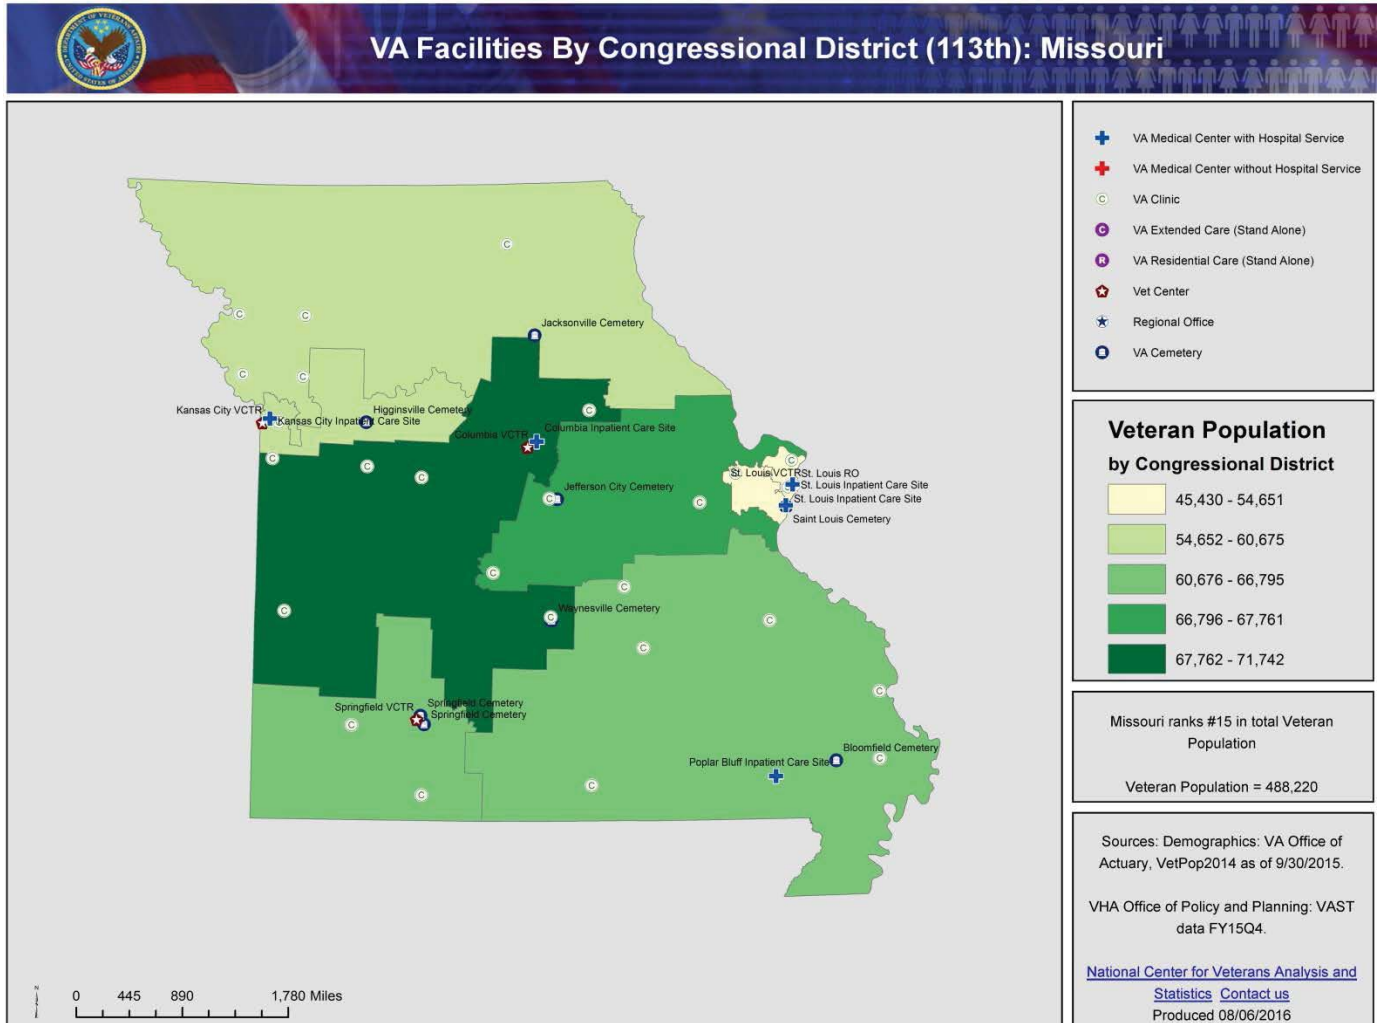 VA Facilities By Congressional District (113th): Missouri
VA Medical Center with Hospital Service
VA Medical Center without Hospital Service
C VA Clinic
C VA Extended Care (Stand Alone)
R VA Residential Care (Stand Alone)
Vet Center
Regional Office
VA Cemetery
C
Jacksonville Cemetery
C
C
C
C
Kansas City VCTR
Kansas City Inpatient Care Site
Higginsville Cemetery
C
Columbia VCTR
Columbia Inpatient Care Site
C
C
C
C
St. Louis VCTR
St. Louis RO
St. Louis Inpatient Care Site
St. Louis Inpatient Care Site
Saint Louis Cemetery
C
Jefferson City Cemetery
C
C
C
C
C
Waynesville Cemetery
C
C
C
Springfield VCTR
Springfield Cemetery
Springfield Cemetery
C
Bloomfield Cemetery
Poplar Bluff Inpatient Care Site
C
C
C
Veteran Population
by Congressional District
45,430 - 54,651
54,652 - 60,675
60,676 - 66,795
66,796 - 67,761
67,762 - 71,742
Missouri ranks #15 in total Veteran
Population
Veteran Population = 488,220
Sources: Demographics: VA Office of
Actuary, VetPop2014 as of 9/30/2015.
VHA Office of Policy and Planning: VAST
data FY15Q4.
National Center for Veterans Analysis and
Statistics Contact us
Produced 08/06/2016
N
0 445 890 1,780 Miles